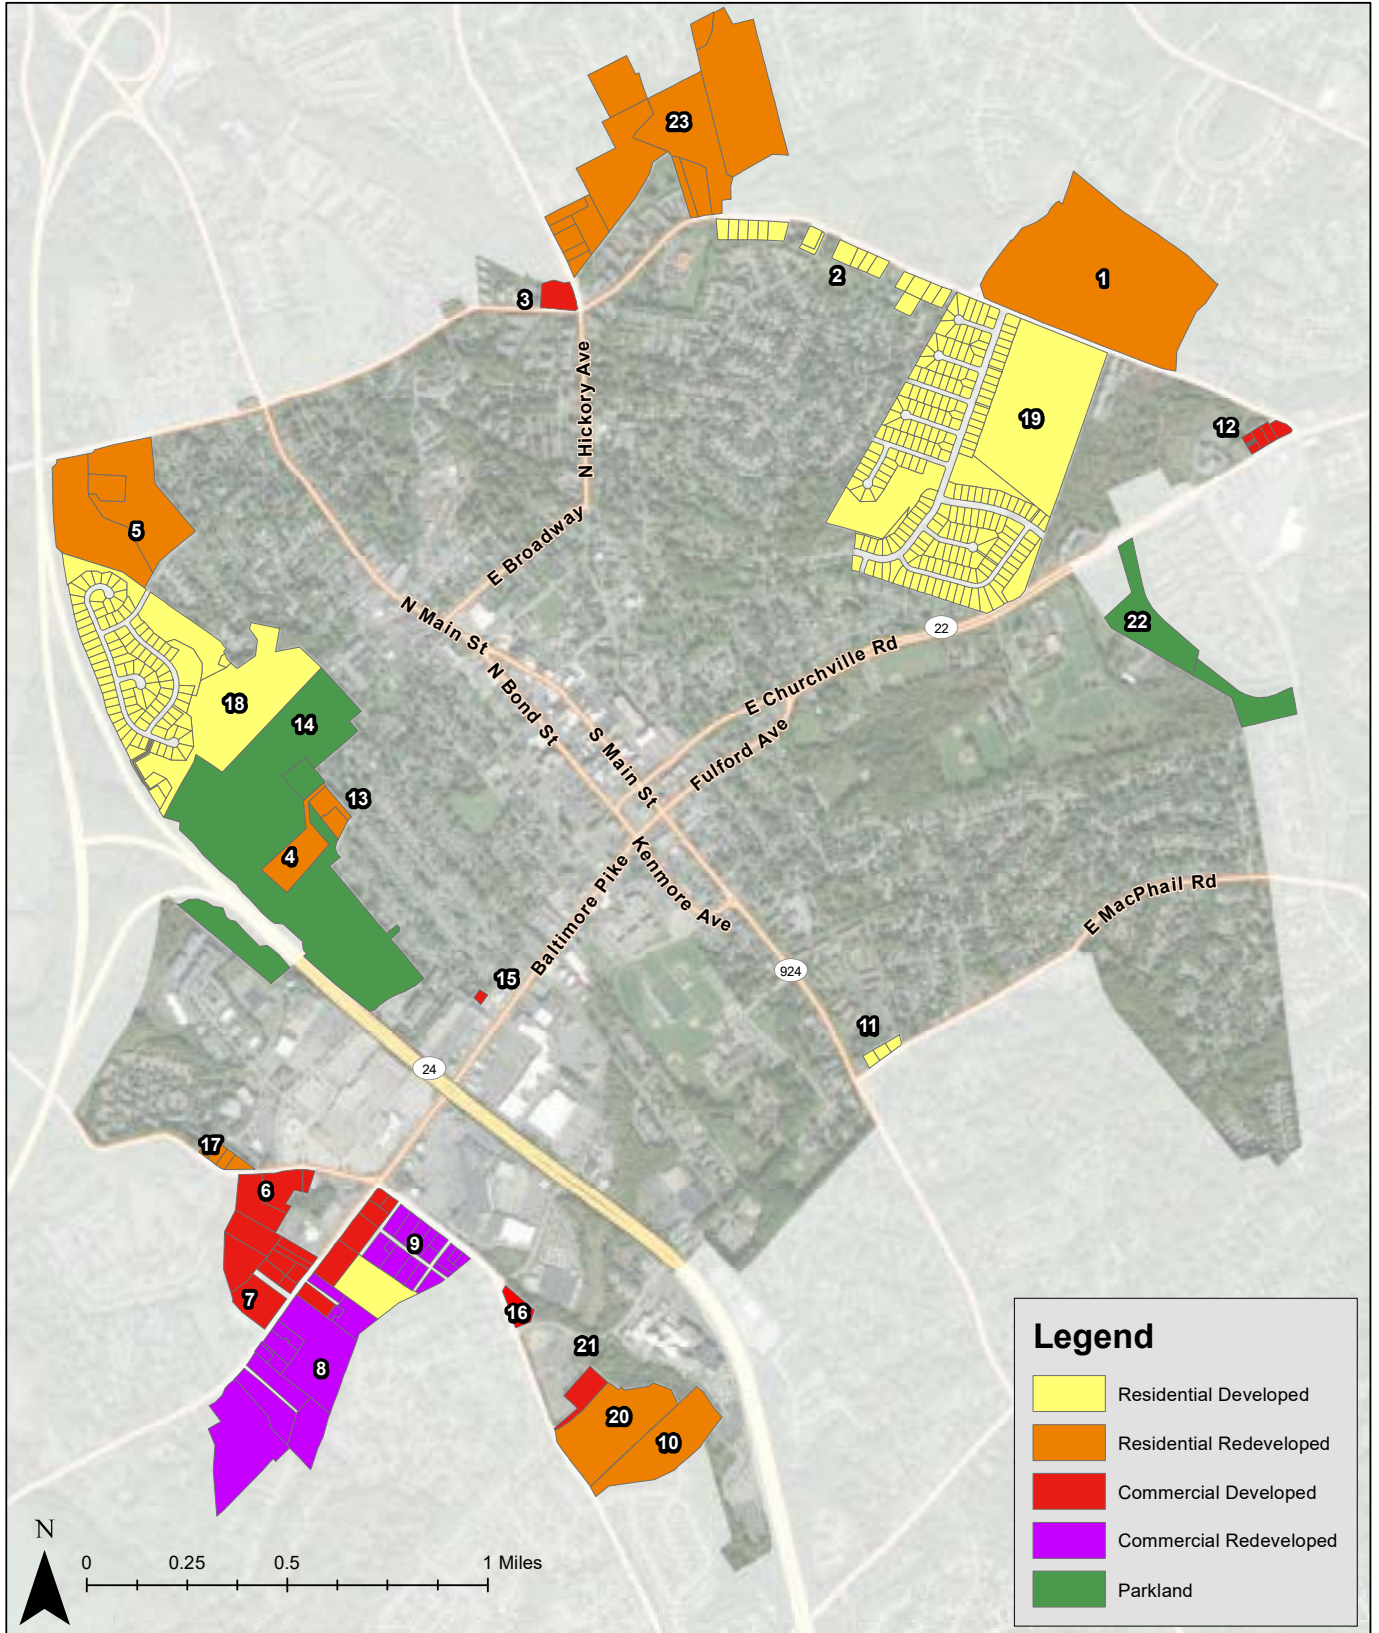 23
1
2
3
N Hickory Ave
19
12
5
E Broadway
N Main St
22
22
E Churchville Rd
N Bond St
18
14
S Main St
Fulford Ave
13
4
Kenmore Ave
Baltimore Pike
E MacPhail Rd
15
924
11
24
17
6
9
7
16
21
8
20
10
Legend
Residential Developed
Residential Redeveloped
Commercial Developed
Commercial Redeveloped
Parkland
N
0 0.25 0.5 1 Miles